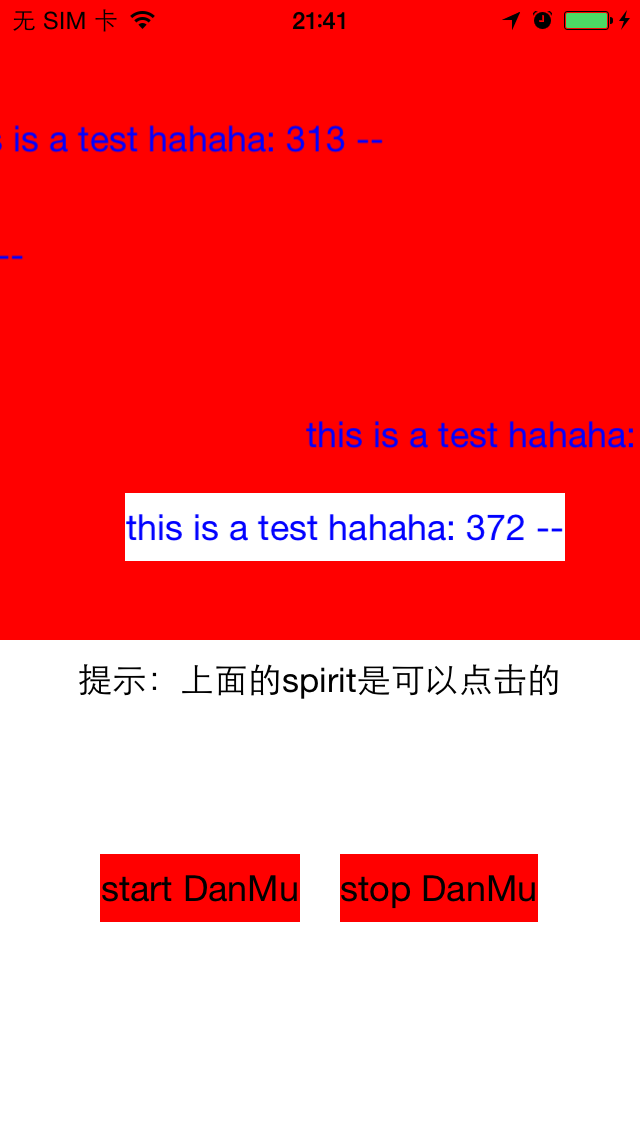 无 SIM 卡
21:41
s is a test hahaha: 313 --
--
this is a test hahaha:
this is a test hahaha: 372 --
提示：上面的spirit是可以点击的
start DanMu stop DanMu